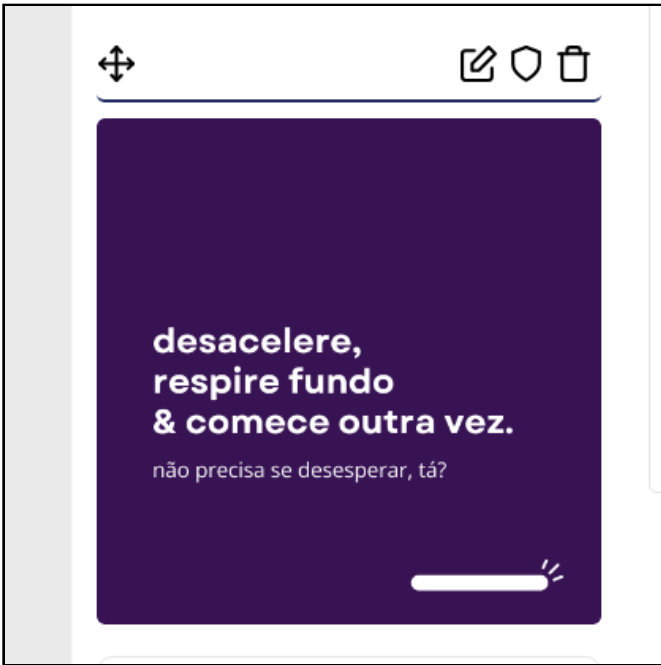 desacelere,
respire fundo
& comece outra vez.
não precisa se desesperar, tá?